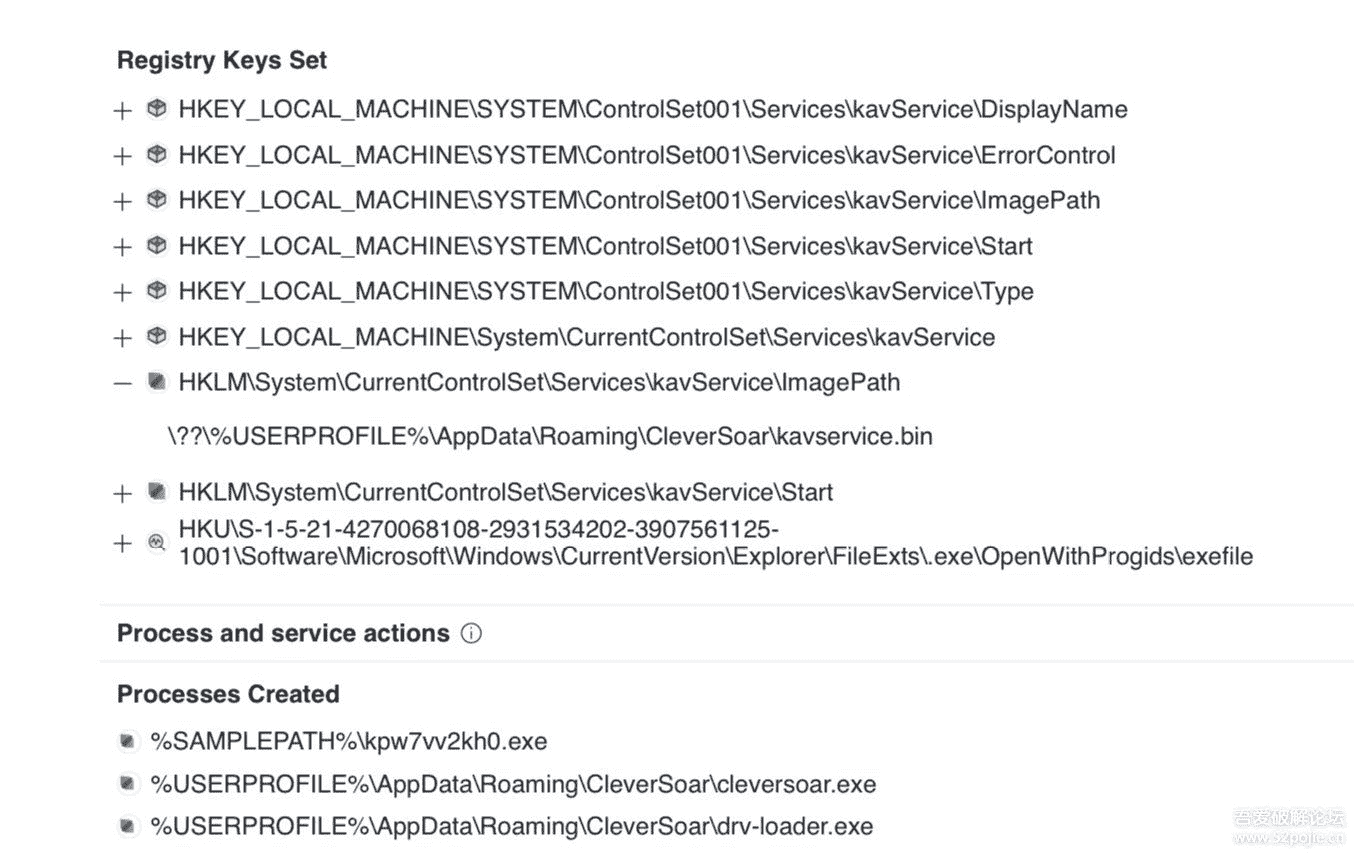 Registry Keys Set
HKEY_LOCAL_MACHINE\SYSTEM\ControlSet001\Services\kavService\DisplayName
HKEY_LOCAL_MACHINE\SYSTEM\ControlSet001\Services\kavService\ErrorControl
HKEY_LOCAL_MACHINE\SYSTEM\ControlSet001\Services\kavService\ImagePath
HKEY_LOCAL_MACHINE\SYSTEM\ControlSet001\Services\kavService\Start
HKEY_LOCAL_MACHINE\SYSTEM\ControlSet001\Services\kavService\Type
HKEY_LOCAL_MACHINE\System\CurrentControlSet\Services\kavService
HKLM\System\CurrentControlSet\Services\kavService\ImagePath
\??\%USERPROFILE%\AppData\Roaming\CleverSoar\kavservice.bin
HKLM\System\CurrentControlSet\Services\kavService\Start
HKU\S-1-5-21-4270068108-2931534202-3907561125-
1001\Software\Microsoft\Windows\CurrentVersion\Explorer\FileExts\.exe\OpenWithProgids\exefile
Process and service actions
Processes Created
%SAMPLEPATH%\kpw7vv2kh0.exe
%USERPROFILE%\AppData\Roaming\CleverSoar\cleversoar.exe
%USERPROFILE%\AppData\Roaming\CleverSoar\drv-loader.exe
吾爱破解论坛
www.52pojie.cn